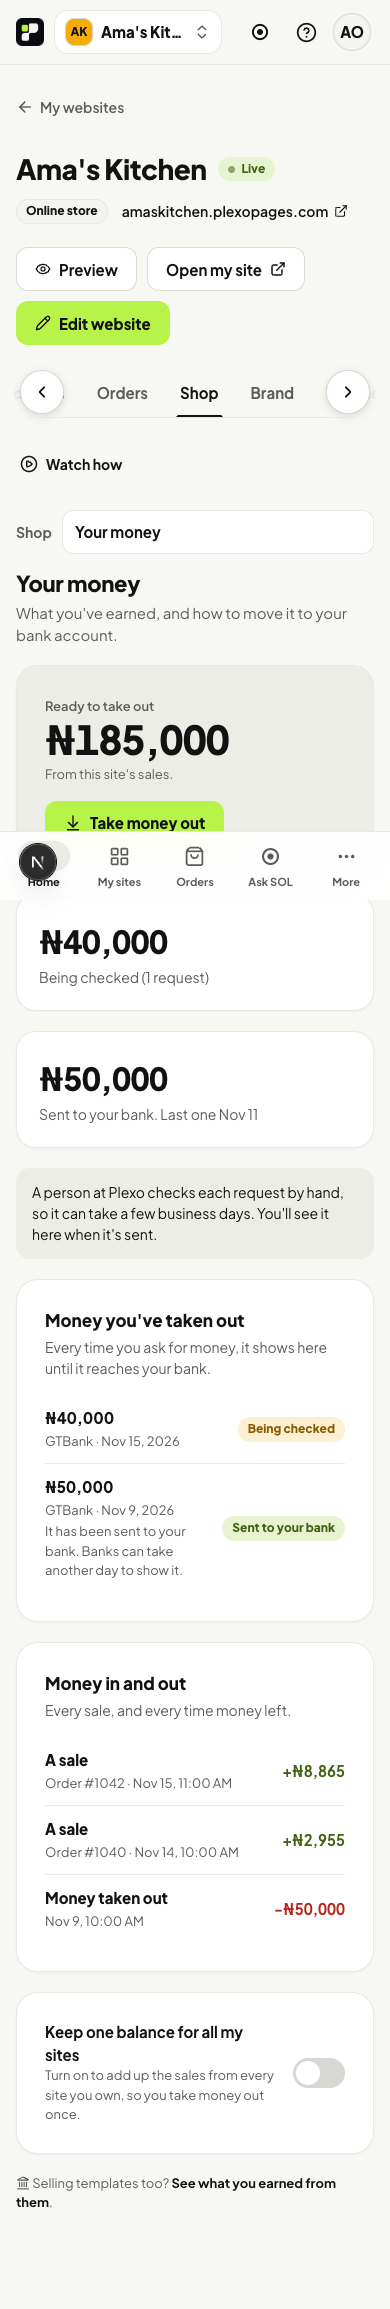 AK Ama's Kit... AO
My websites
Ama's Kitchen Live
Online store amaskitchen.plexopages.com
Preview Open my site
Edit website
Orders Shop Brand
Watch how
Shop Your money
Your money
What you've earned, and how to move it to your
bank account.
Ready to take out
₦185,000
From this site's sales.
Take money out
N
Home My sites Orders Ask SOL More
₦40,000
Being checked (1 request)
₦50,000
Sent to your bank. Last one Nov 11
A person at Plexo checks each request by hand,
so it can take a few business days. You'll see it
here when it's sent.
Money you've taken out
Every time you ask for money, it shows here
until it reaches your bank.
₦40,000
GTBank · Nov 15, 2026
Being checked
₦50,000
GTBank · Nov 9, 2026
It has been sent to your
bank. Banks can take
another day to show it.
Sent to your bank
Money in and out
Every sale, and every time money left.
A sale
Order #1042 · Nov 15, 11:00 AM
+₦8,865
A sale
Order #1040 · Nov 14, 10:00 AM
+₦2,955
Money taken out
Nov 9, 10:00 AM
-₦50,000
Keep one balance for all my
sites
Turn on to add up the sales from every
site you own, so you take money out
once.
Selling templates too? See what you earned from
them.